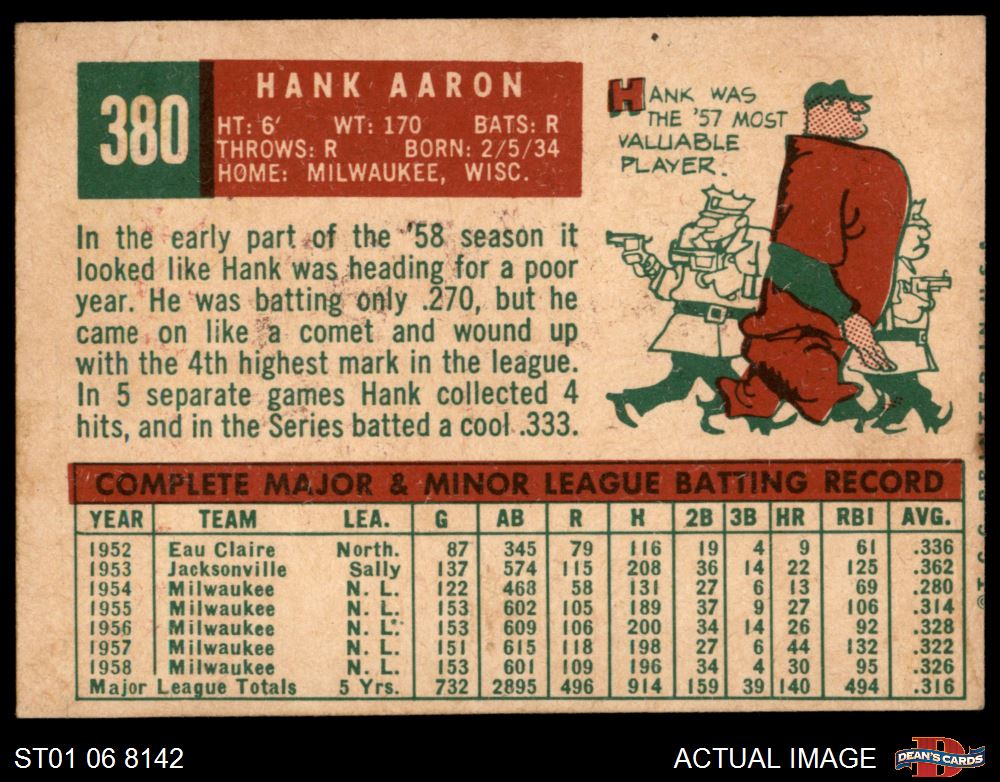 380
HANK AARON
HT: 6' WT: 170 BATS: R
THROWS: R BORN: 2/5/34
HOME: MILWAUKEE, WISC.
HANK WAS
THE '57 MOST
VALUABLE
PLAYER.
In the early part of the '58 season it
looked like Hank was heading for a poor
year. He was batting only .270, but he
came on like a comet and wound up
with the 4th highest mark in the league.
In 5 separate games Hank collected 4
hits, and in the Series batted a cool .333.
COMPLETE MAJOR & MINOR LEAGUE BATTING RECORD
YEAR TEAM LEA. G AB R H 2B 3B HR RBI AVG.
1952 Eau Claire North. 87 345 79 116 19 4 9 61 .336
1953 Jacksonville Sally 137 574 115 208 36 14 22 125 .362
1954 Milwaukee N. L. 122 468 58 131 27 6 13 69 .280
1955 Milwaukee N. L. 153 602 105 189 37 9 27 106 .314
1956 Milwaukee N. L. 153 609 106 200 34 14 26 92 .328
1957 Milwaukee N. L. 151 615 118 198 27 6 44 132 .322
1958 Milwaukee N. L. 153 601 109 196 34 4 30 95 .326
Major League Totals 5 Yrs. 732 2895 496 914 159 39 140 494 .316
ST01 06 8142
ACTUAL IMAGE
D
DEAN'S CARDS